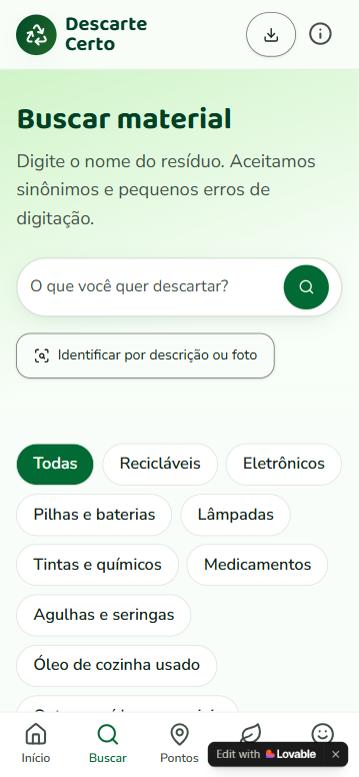 Descarte
Certo
Buscar material
Digite o nome do resíduo. Aceitamos
sinônimos e pequenos erros de
digitação.
O que você quer descartar?
Identificar por descrição ou foto
Todas
Recicláveis
Eletrônicos
Pilhas e baterias
Lâmpadas
Tintas e químicos
Medicamentos
Agulhas e seringas
Óleo de cozinha usado
Início
Buscar
Pontos
Edit with Lovable